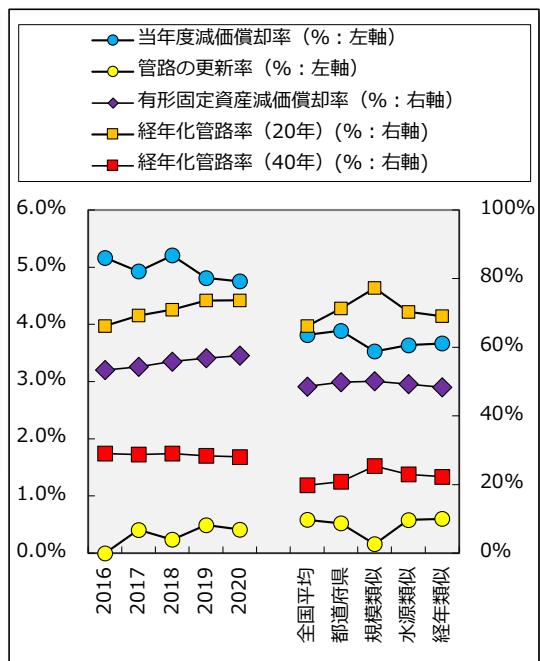 当年度減価償却率（%：左軸）
管路の更新率（%：左軸）
有形固定資産減価償却率（%：右軸）
経年化管路率（20年）(%：右軸)
経年化管路率（40年）(%：右軸)
6.0%
5.0%
4.0%
3.0%
2.0%
1.0%
0.0%
100%
80%
60%
40%
20%
0%
2016
2017
2018
2019
2020
全国平均
都道府県
規模類似
水源類似
経年類似